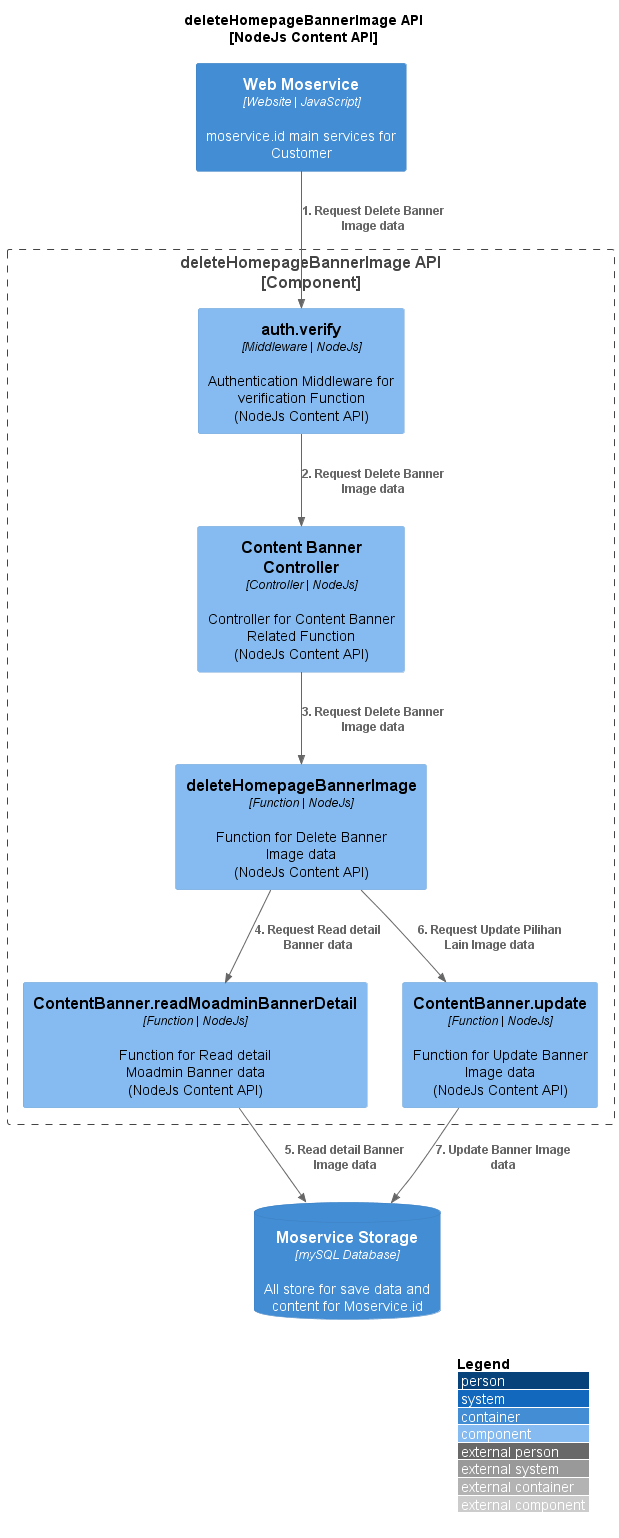 deleteHomepageBannerImage API
[NodeJs Content API]
Web Moservice
[Website | JavaScript]
moservice.id main services for
Customer
1. Request Delete Banner
Image data
deleteHomepageBannerImage API
[Component]
auth.verify
[Middleware | NodeJs]
Authentication Middleware for
verification Function
(NodeJs Content API)
2. Request Delete Banner
Image data
Content Banner
Controller
[Controller | NodeJs]
Controller for Content Banner
Related Function
(NodeJs Content API)
3. Request Delete Banner
Image data
deleteHomepageBannerImage
[Function | NodeJs]
Function for Delete Banner
Image data
(NodeJs Content API)
4. Request Read detail
Banner data
6. Request Update Pilihan
Lain Image data
ContentBanner.readMoadminBannerDetail
[Function | NodeJs]
Function for Read detail
Moadmin Banner data
(NodeJs Content API)
ContentBanner.update
[Function | NodeJs]
Function for Update Banner
Image data
(NodeJs Content API)
5. Read detail Banner
Image data
7. Update Banner Image
data
Moservice Storage
[mySQL Database]
All store for save data and
content for Moservice.id
Legend
person
system
container
component
external person
external system
external container
external component